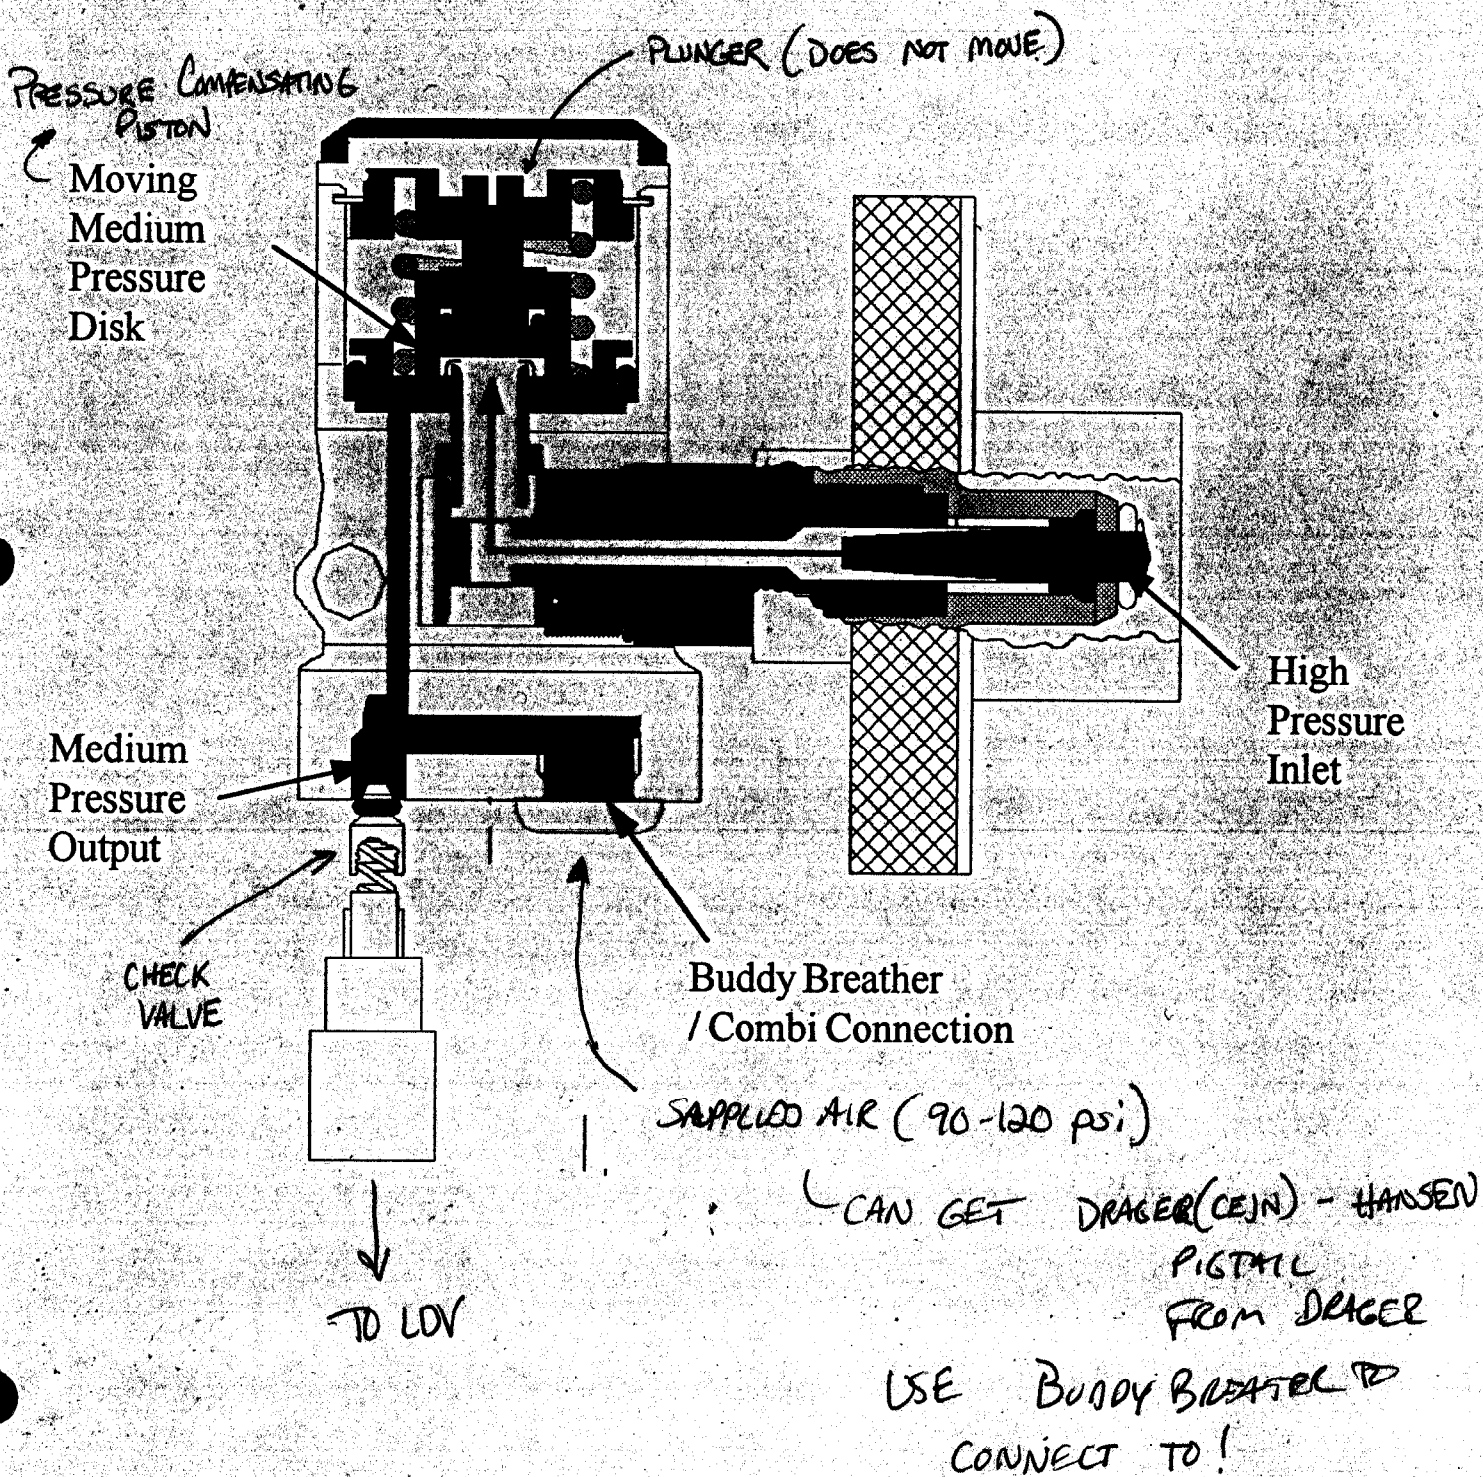 PLUNGER (DOES NOT MOVE)
PRESSURE COMPENSATING
PISTON
Moving
Medium
Pressure
Disk
High
Pressure
Inlet
Medium
Pressure
Output
CHECK
VALVE
Buddy Breather
/ Combi Connection
SUPPLIED AIR (90-120 psi)
CAN GET DRAGER(CEJN) - HANSEN
PIGTAIL
FROM DRAGER
TO LDV
USE BUDDY BREATER TO
CONNECT TO!